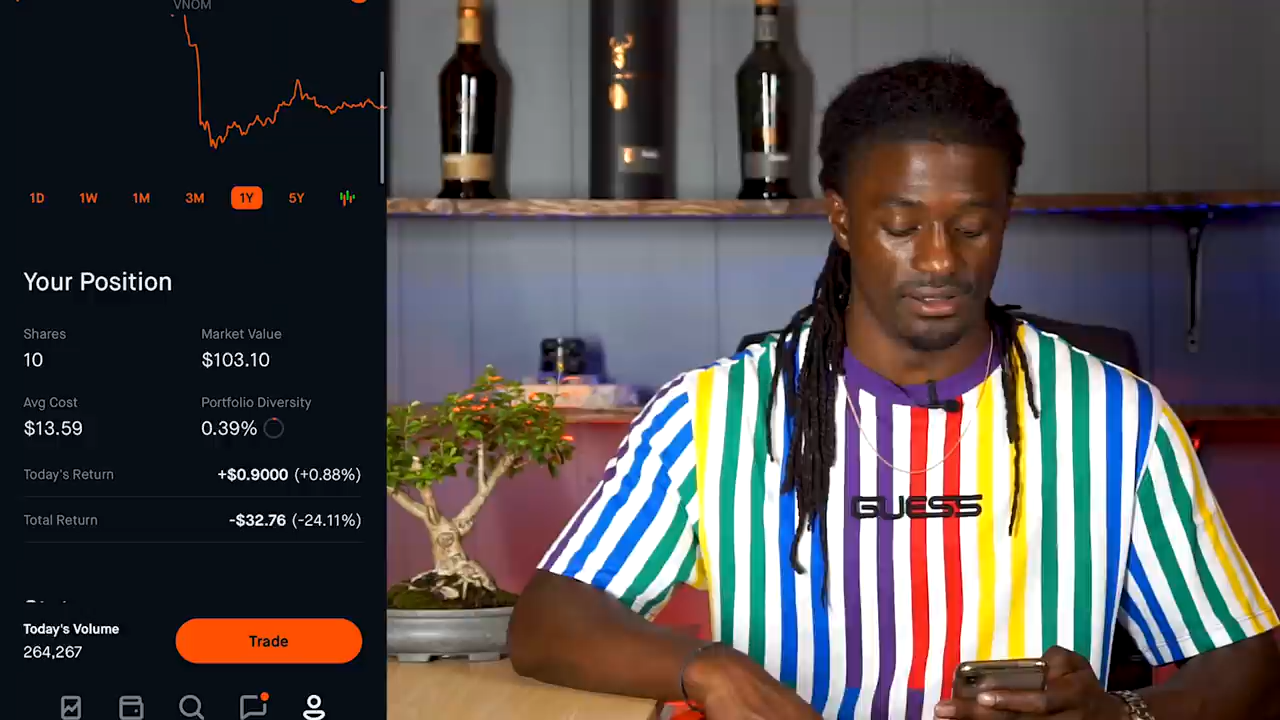 VNOM
1D 1W 1M 3M 1Y 5Y
Your Position
Shares Market Value
10 $103.10
Avg Cost Portfolio Diversity
$13.59 0.39%
Today's Return +$0.9000 (+0.88%)
Total Return -$32.76 (-24.11%)
Today's Volume
264,267
Trade
GUESS